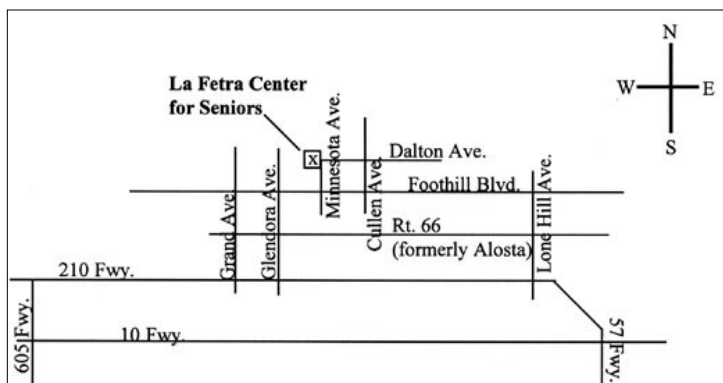 N
W
E
S
La Fetra Center
for Seniors
Minnesota Ave.
Dalton Ave.
Foothill Blvd.
Cullen Ave.
Grand Ave.
Glendora Ave.
Rt. 66
(formerly Alosta)
Lone Hill Ave.
210 Fwy.
605 Fwy.
10 Fwy.
57 Fwy.
X